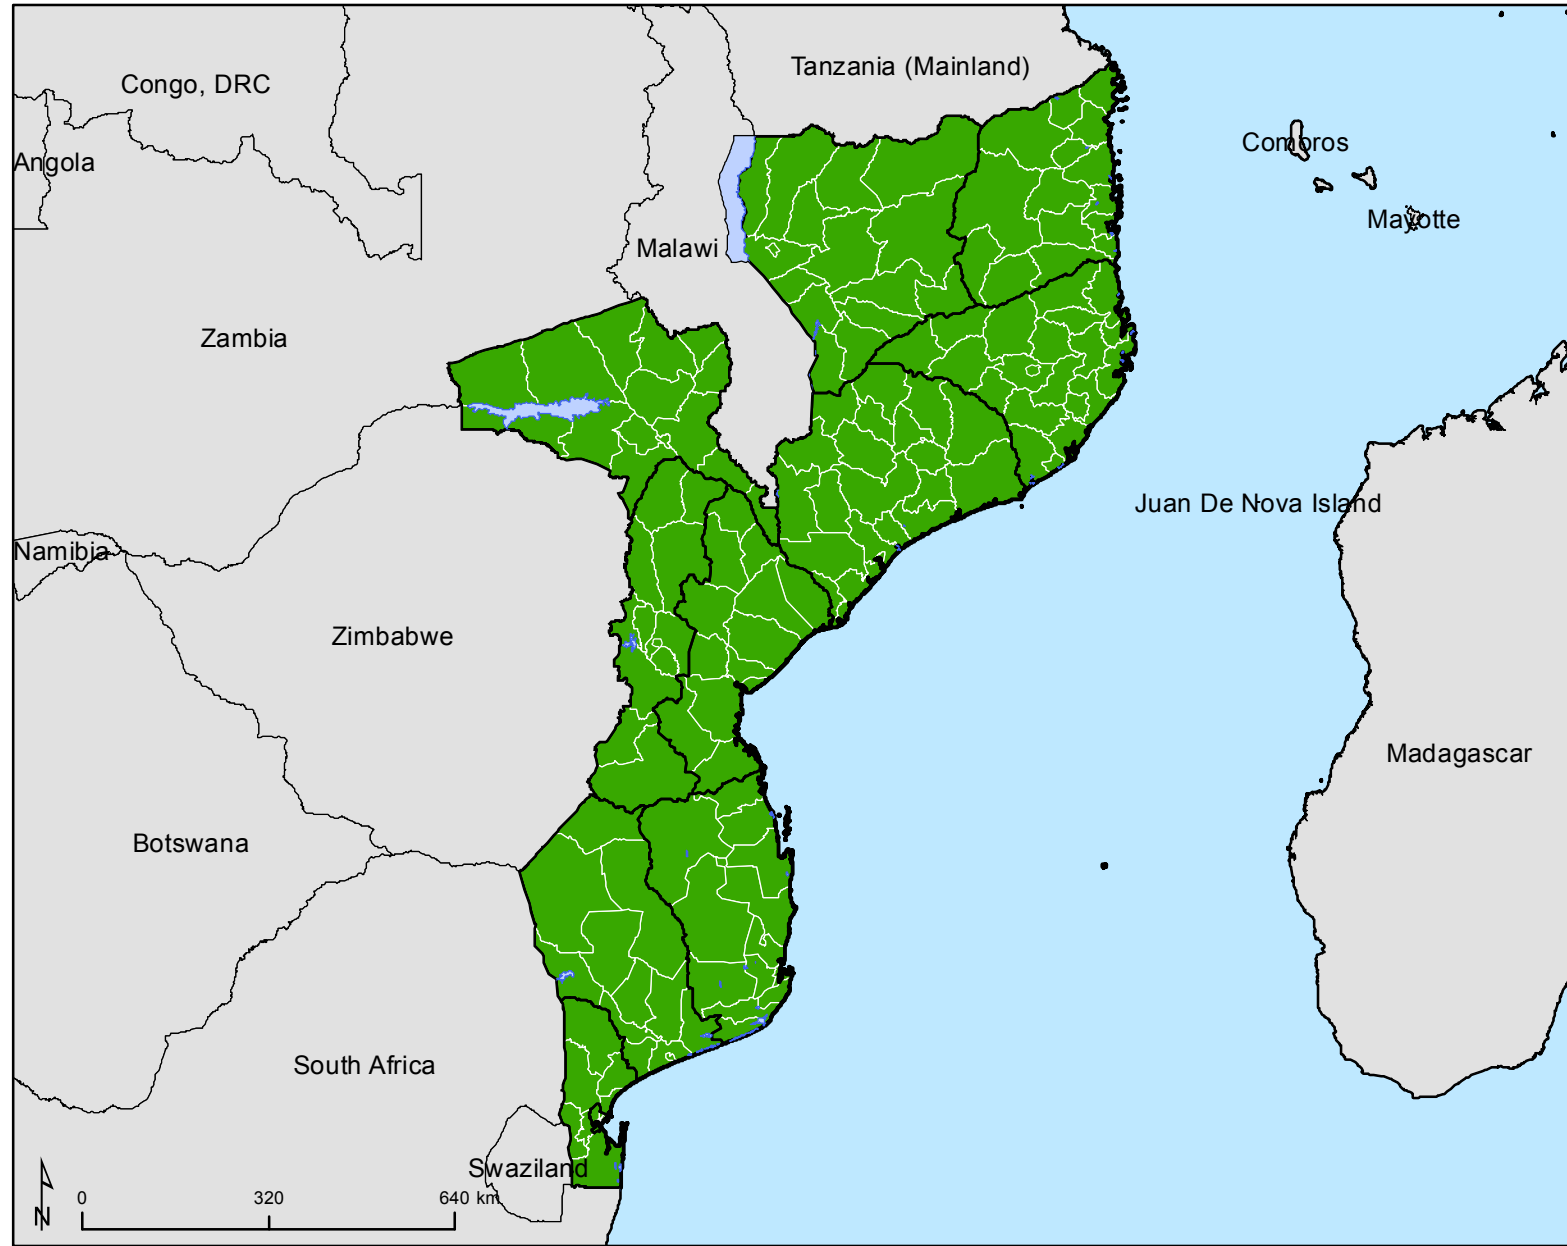 Tanzania (Mainland)
Congo, DRC
Comoros
Angola
Mayotte
Malawi
Zambia
Juan De Nova Island
Namibia
Zimbabwe
Madagascar
Botswana
South Africa
Swaziland
0 320 640 km
N